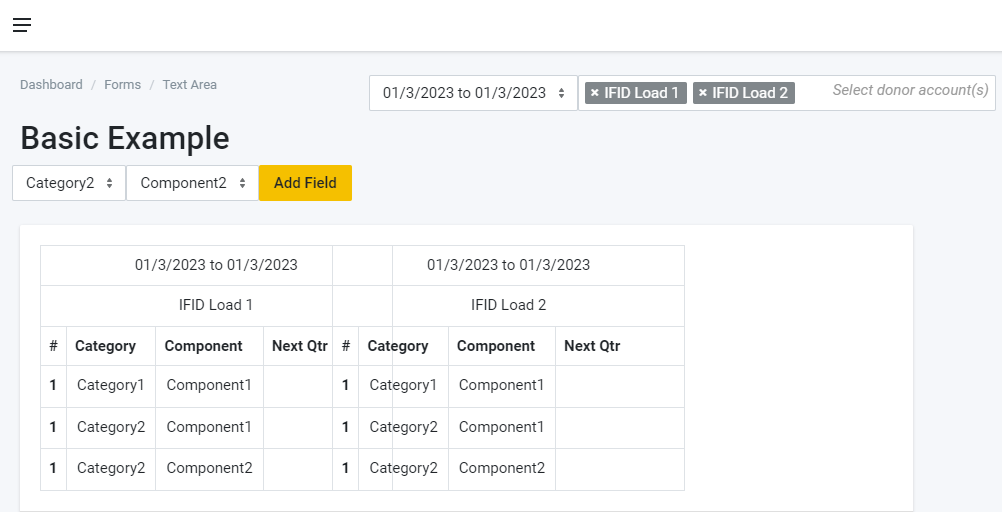 Dashboard / Forms / Text Area
01/3/2023 to 01/3/2023 × IFID Load 1 × IFID Load 2 Select donor account(s)
Basic Example
Category2 Component2 Add Field
01/3/2023 to 01/3/2023 01/3/2023 to 01/3/2023
IFID Load 1 IFID Load 2
# Category Component Next Qtr # Category Component Next Qtr
1 Category1 Component1 1 Category1 Component1
1 Category2 Component1 1 Category2 Component1
1 Category2 Component2 1 Category2 Component2